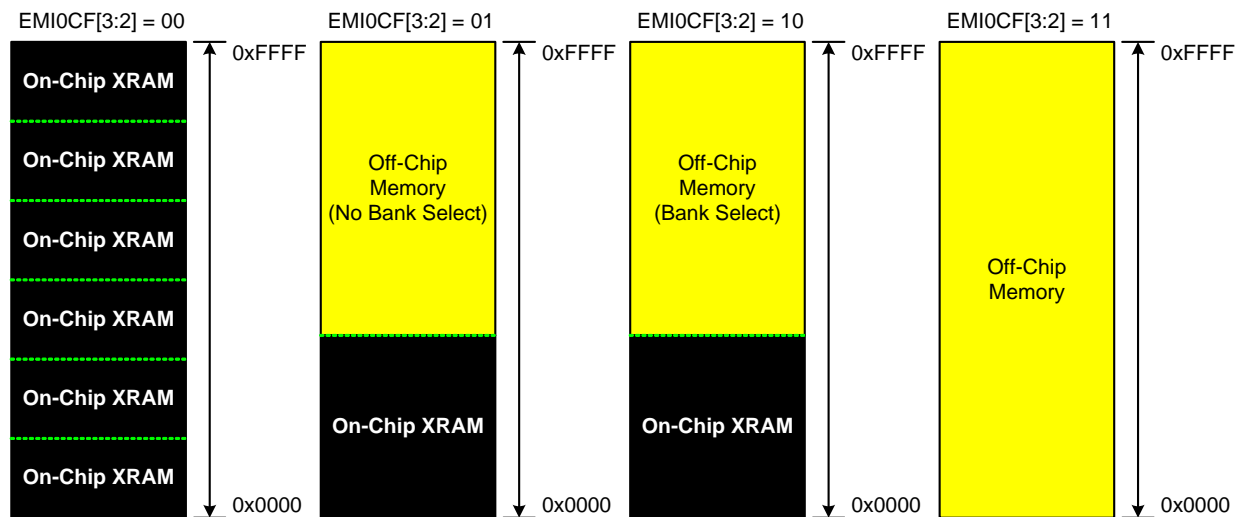 EMI0CF[3:2] = 00
EMI0CF[3:2] = 01
EMI0CF[3:2] = 10
EMI0CF[3:2] = 11
On-Chip XRAM
On-Chip XRAM
On-Chip XRAM
On-Chip XRAM
On-Chip XRAM
On-Chip XRAM
0xFFFF
0x0000
Off-Chip
Memory
(No Bank Select)
On-Chip XRAM
0xFFFF
0x0000
Off-Chip
Memory
(Bank Select)
On-Chip XRAM
0xFFFF
0x0000
Off-Chip
Memory
0xFFFF
0x0000